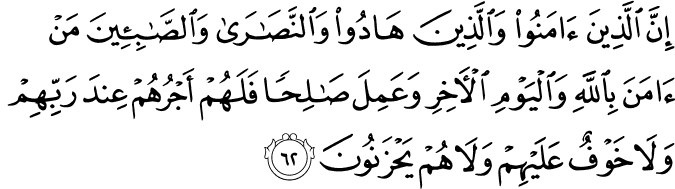 إِنَّ ٱلَّذِينَ ءَامَنُوا۟ وَٱلَّذِينَ هَادُوا۟ وَٱلنَّصَـٰرَىٰ وَٱلصَّـٰبِـِٔينَ مَنْ
ءَامَنَ بِٱللَّهِ وَٱلْيَوْمِ ٱلْـَٔاخِرِ وَعَمِلَ صَـٰلِحًا فَلَهُمْ أَجْرُهُمْ عِندَ رَبِّهِمْ
وَلَا خَوْفٌ عَلَيْهِمْ وَلَا هُمْ يَحْزَنُونَ ٦٢